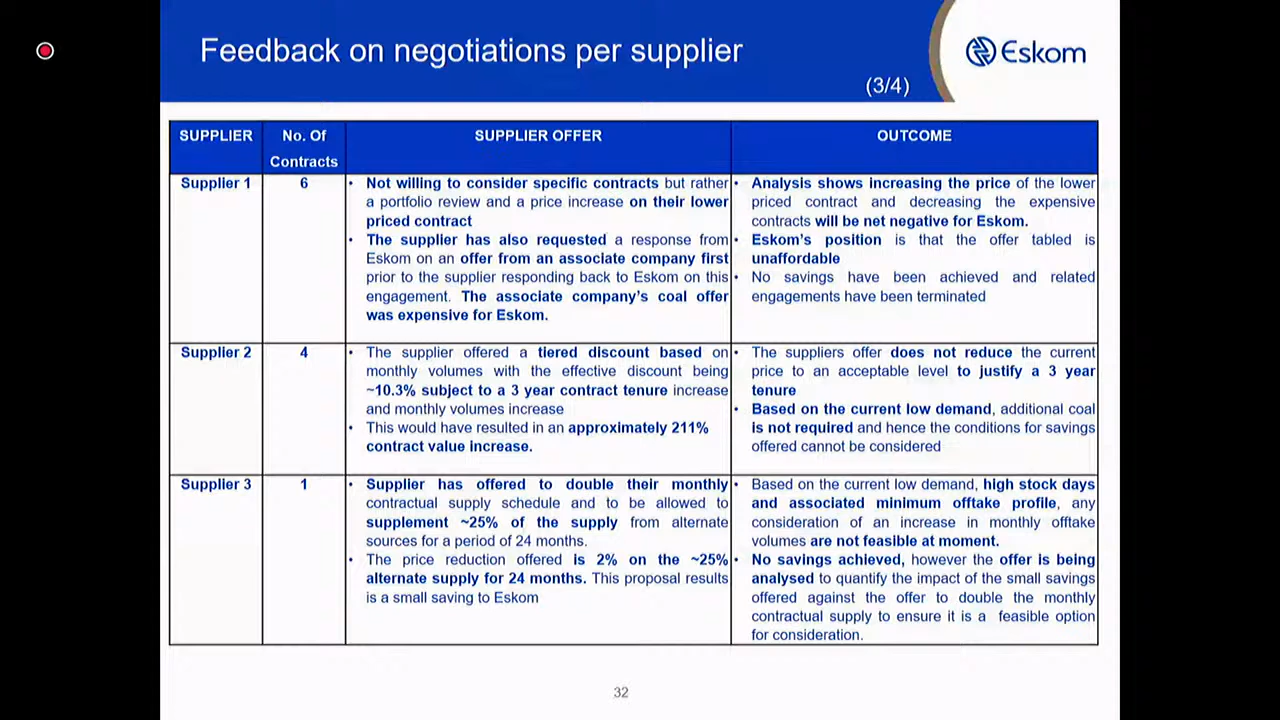 Feedback on negotiations per supplier
(3/4)
Eskom
SUPPLIER
No. Of
Contracts
SUPPLIER OFFER
OUTCOME
Supplier 1
6
• Not willing to consider specific contracts but rather
a portfolio review and a price increase on their lower
priced contract
• The supplier has also requested a response from
Eskom on an offer from an associate company first
prior to the supplier responding back to Eskom on this
engagement. The associate company's coal offer
was expensive for Eskom.
• Analysis shows increasing the price of the lower
priced contract and decreasing the expensive
contracts will be net negative for Eskom.
• Eskom's position is that the offer tabled is
unaffordable
• No savings have been achieved and related
engagements have been terminated
Supplier 2
4
• The supplier offered a tiered discount based on
monthly volumes with the effective discount being
~10.3% subject to a 3 year contract tenure increase
and monthly volumes increase
• This would have resulted in an approximately 211%
contract value increase.
• The suppliers offer does not reduce the current
price to an acceptable level to justify a 3 year
tenure
• Based on the current low demand, additional coal
is not required and hence the conditions for savings
offered cannot be considered
Supplier 3
1
• Supplier has offered to double their monthly
contractual supply schedule and to be allowed to
supplement ~25% of the supply from alternate
sources for a period of 24 months.
• The price reduction offered is 2% on the ~25%
alternate supply for 24 months. This proposal results
is a small saving to Eskom
• Based on the current low demand, high stock days
and associated minimum offtake profile, any
consideration of an increase in monthly offtake
volumes are not feasible at moment.
• No savings achieved, however the offer is being
analysed to quantify the impact of the small savings
offered against the offer to double the monthly
contractual supply to ensure it is a feasible option
for consideration.
32